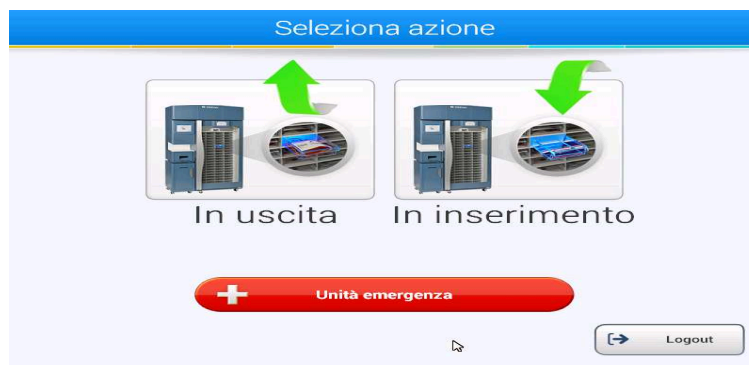 Seleziona azione
In uscita
In inserimento
Unità emergenza
Logout